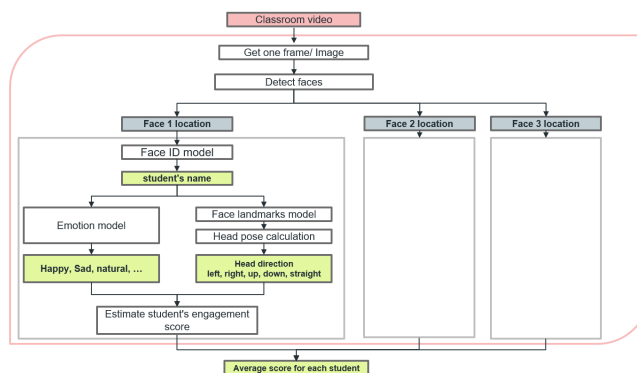 Classroom video
Get one frame/ Image
Detect faces
Face 1 location
Face 2 location
Face 3 location
Face ID model
student's name
Emotion model
Face landmarks model
Head pose calculation
Happy, Sad, natural, ...
Head direction
left, right, up, down, straight
Estimate student's engagement
score
Average score for each student